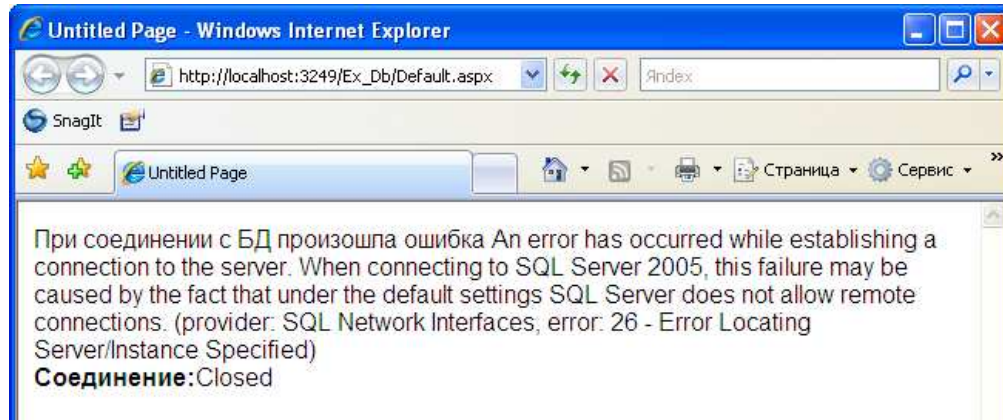 Untitled Page - Windows Internet Explorer
http://localhost:3249/Ex_Db/Default.aspx
Яndex
SnagIt
Untitled Page
Страница
Сервис
»
При соединении с БД произошла ошибка An error has occurred while establishing a
connection to the server. When connecting to SQL Server 2005, this failure may be
caused by the fact that under the default settings SQL Server does not allow remote
connections. (provider: SQL Network Interfaces, error: 26 - Error Locating
Server/Instance Specified)
Соединение:Closed